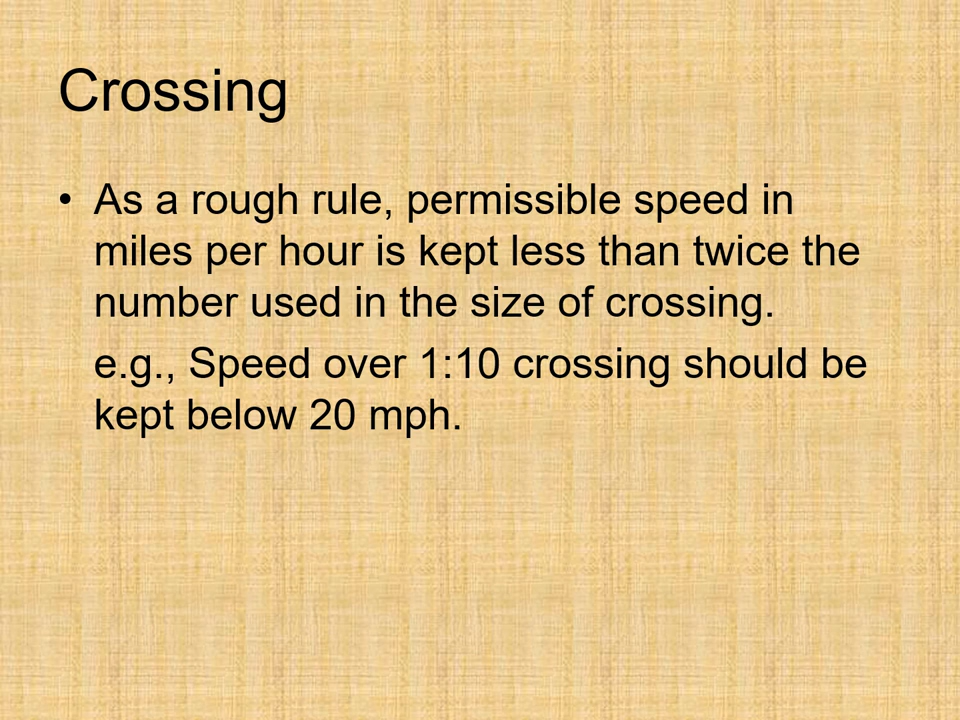 Crossing
• As a rough rule, permissible speed in
miles per hour is kept less than twice the
number used in the size of crossing.
e.g., Speed over 1:10 crossing should be
kept below 20 mph.